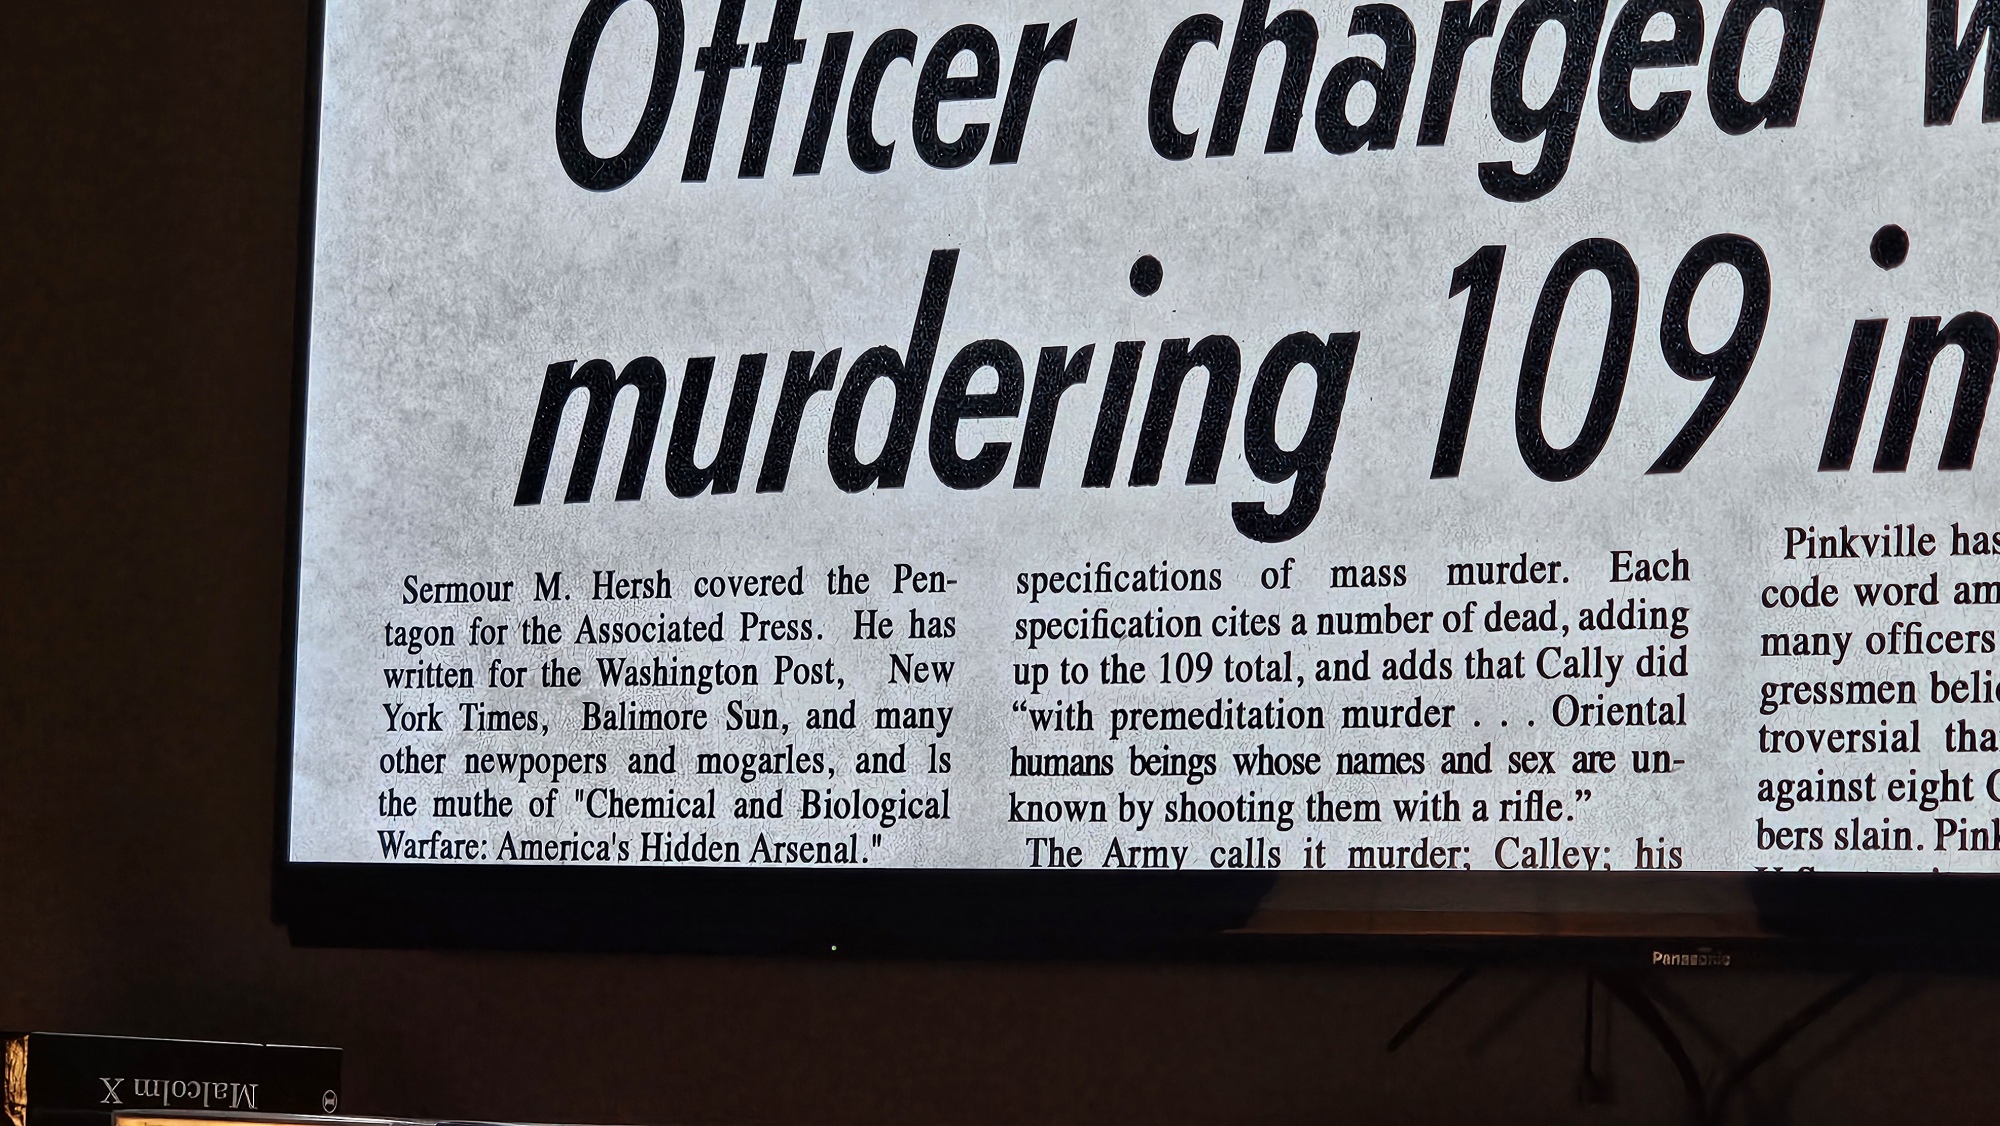 Officer charged w
murdering 109 in
Sermour M. Hersh covered the Pen-
tagon for the Associated Press. He has
written for the Washington Post, New
York Times, Balimore Sun, and many
other newpopers and mogarles, and ls
the muthe of "Chemical and Biological
Warfare: America's Hidden Arsenal."
specifications of mass murder. Each
specification cites a number of dead, adding
up to the 109 total, and adds that Cally did
“with premeditation murder . . . Oriental
humans beings whose names and sex are un-
known by shooting them with a rifle.”
The Army calls it murder; Calley; his
Pinkville has
code word am
many officers
gressmen belie
troversial tha
against eight C
bers slain. Pink
Panasonic
Malcolm X